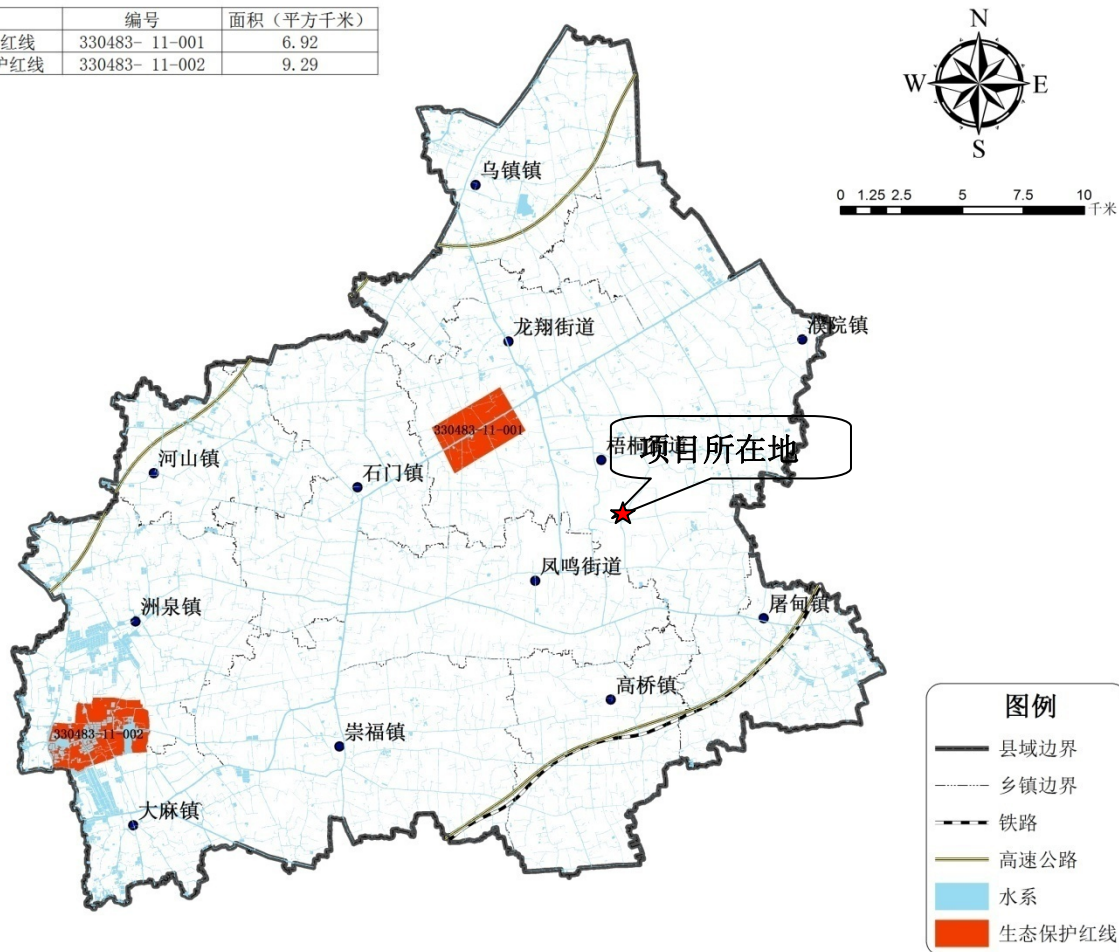 编号 面积（平方千米）
红线 330483- 11-001 6.92
护红线 330483- 11-002 9.29
N
W E
S
0 1.25 2.5 5 7.5 10
千米
乌镇镇
龙翔街道
濮院镇
330483-11-001
梧桐街道
项目所在地
河山镇
石门镇
凤鸣街道
洲泉镇
屠甸镇
高桥镇
330483-11-002
崇福镇
大麻镇
图例
县域边界
乡镇边界
铁路
高速公路
水系
生态保护红线